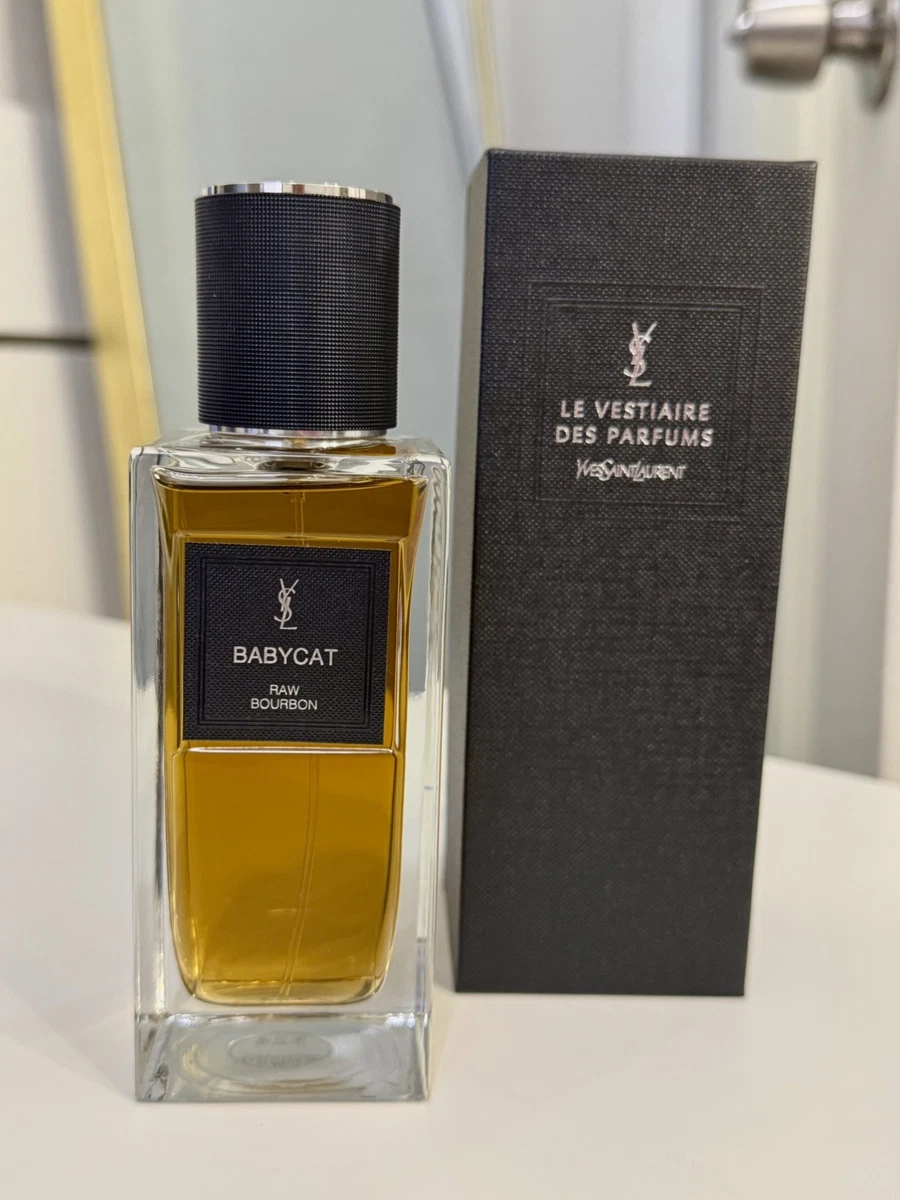 YSL
BABYCAT
RAW
BOURBON
YSL
LE VESTIAIRE
DES PARFUMS
YVESSAINTLAURENT